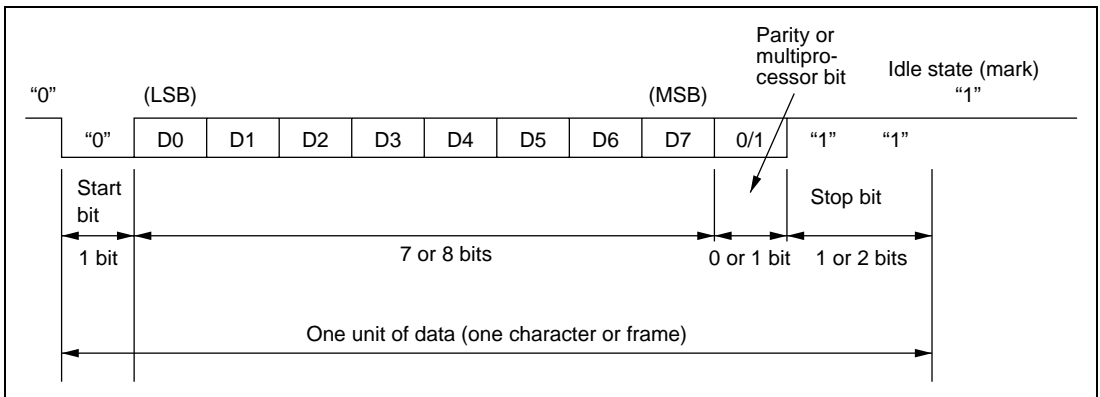 Parity or
multipro-
cessor bit
Idle state (mark)
“0” (LSB) (MSB) “1”
“0” D0 D1 D2 D3 D4 D5 D6 D7 0/1 “1” “1”
Start
bit
Stop bit
1 bit 7 or 8 bits 0 or 1 bit 1 or 2 bits
One unit of data (one character or frame)